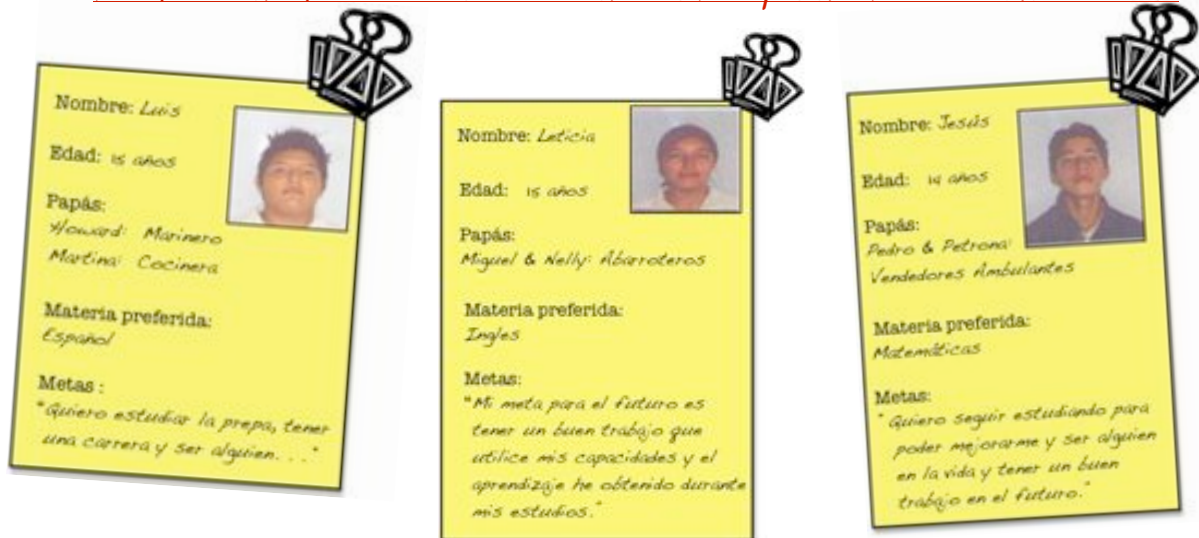 Nombre: Luis
Edad: 15 años
Papás:
Howard: Marinero
Martina: Cocinera
Materia preferida:
Español
Metas :
"Quiero estudiar la prepa, tener
una carrera y ser alguien. . ."
Nombre: Leticia
Edad: 15 años
Papás:
Miguel & Nelly: Abarroteros
Materia preferida:
Ingles
Metas:
"Mi meta para el futuro es
tener un buen trabajo que
utilice mis capacidades y el
aprendizaje he obtenido durante
mis estudios."
Nombre: Jesús
Edad: 14 años
Papás:
Pedro & Petrona:
Vendedores Ambulantes
Materia preferida:
Matemáticas
Metas:
"Quiero seguir estudiando para
poder mejorarme y ser alguien
en la vida y tener un buen
trabajo en el futuro."